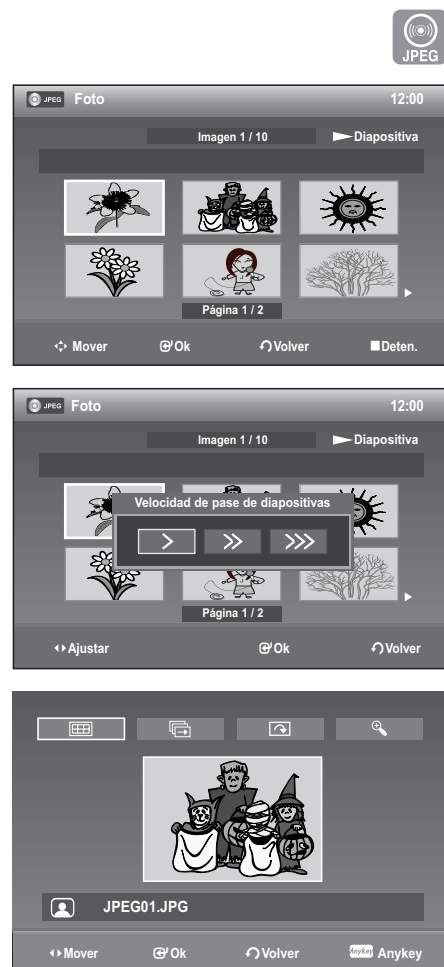 JPEG
JPEG Foto 12:00
Imagen 1 / 10 Diapositiva
Página 1 / 2
Mover Ok Volver Deten.
JPEG Foto 12:00
Imagen 1 / 10 Diapositiva
Velocidad de pase de diapositivas
Página 1 / 2
Ajustar Ok Volver
JPEG01.JPG
Mover Ok Volver Anykey Anykey